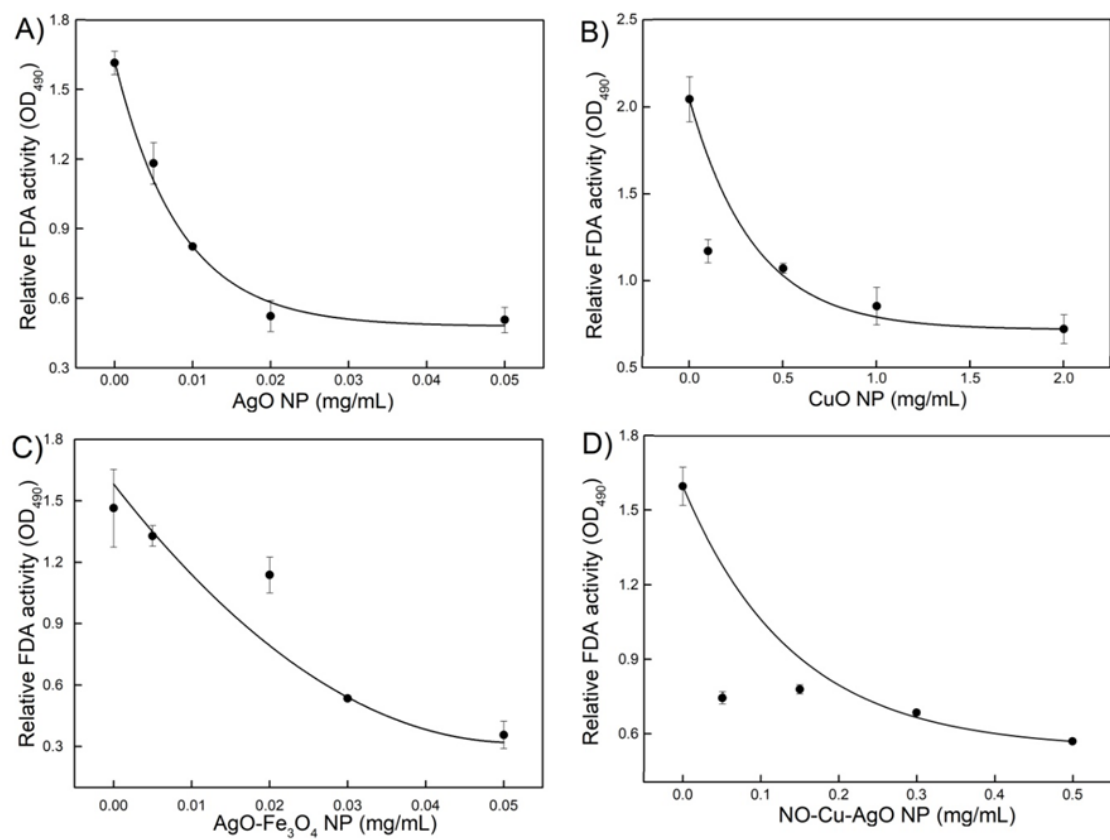 A)
Relative FDA activity (OD₄₉₀)
1.8
1.5
1.2
0.9
0.6
0.3
0.00 0.01 0.02 0.03 0.04 0.05
AgO NP (mg/mL)
B)
Relative FDA activity (OD₄₉₀)
2.5
2.0
1.5
1.0
0.5
0.0 0.5 1.0 1.5 2.0
CuO NP (mg/mL)
C)
Relative FDA activity (OD₄₉₀)
1.8
1.5
1.2
0.9
0.6
0.3
0.00 0.01 0.02 0.03 0.04 0.05
AgO-Fe₃O₄ NP (mg/mL)
D)
Relative FDA activity (OD₄₉₀)
1.8
1.5
1.2
0.9
0.6
0.0 0.1 0.2 0.3 0.4 0.5
NO-Cu-AgO NP (mg/mL)